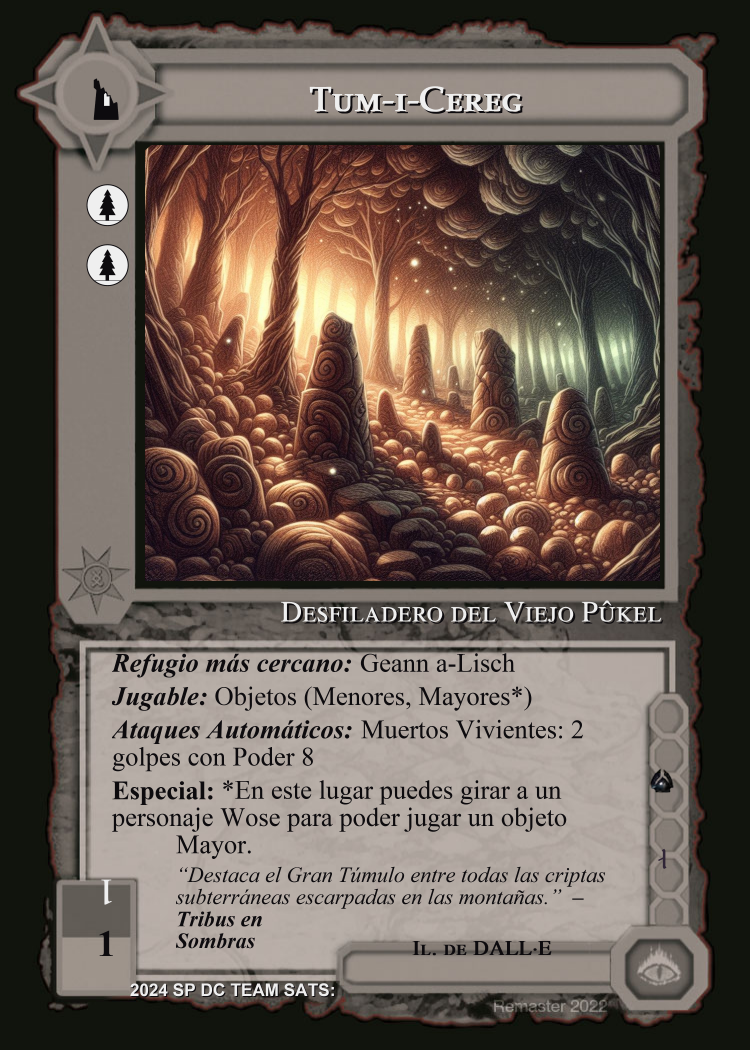 Tum-i-Cereg
Desfiladero del Viejo Pûkel
Refugio más cercano: Geann a-Lisch
Jugable: Objetos (Menores, Mayores*)
Ataques Automáticos: Muertos Vivientes: 2
golpes con Poder 8
Especial: *En este lugar puedes girar a un
personaje Wose para poder jugar un objeto
Mayor.
“Destaca el Gran Túmulo entre todas las criptas
subterráneas escarpadas en las montañas.” –
Tribus en
Sombras
1
1
Il. de DALL·E
2024 SP DC TEAM SATS:
Remaster 2022